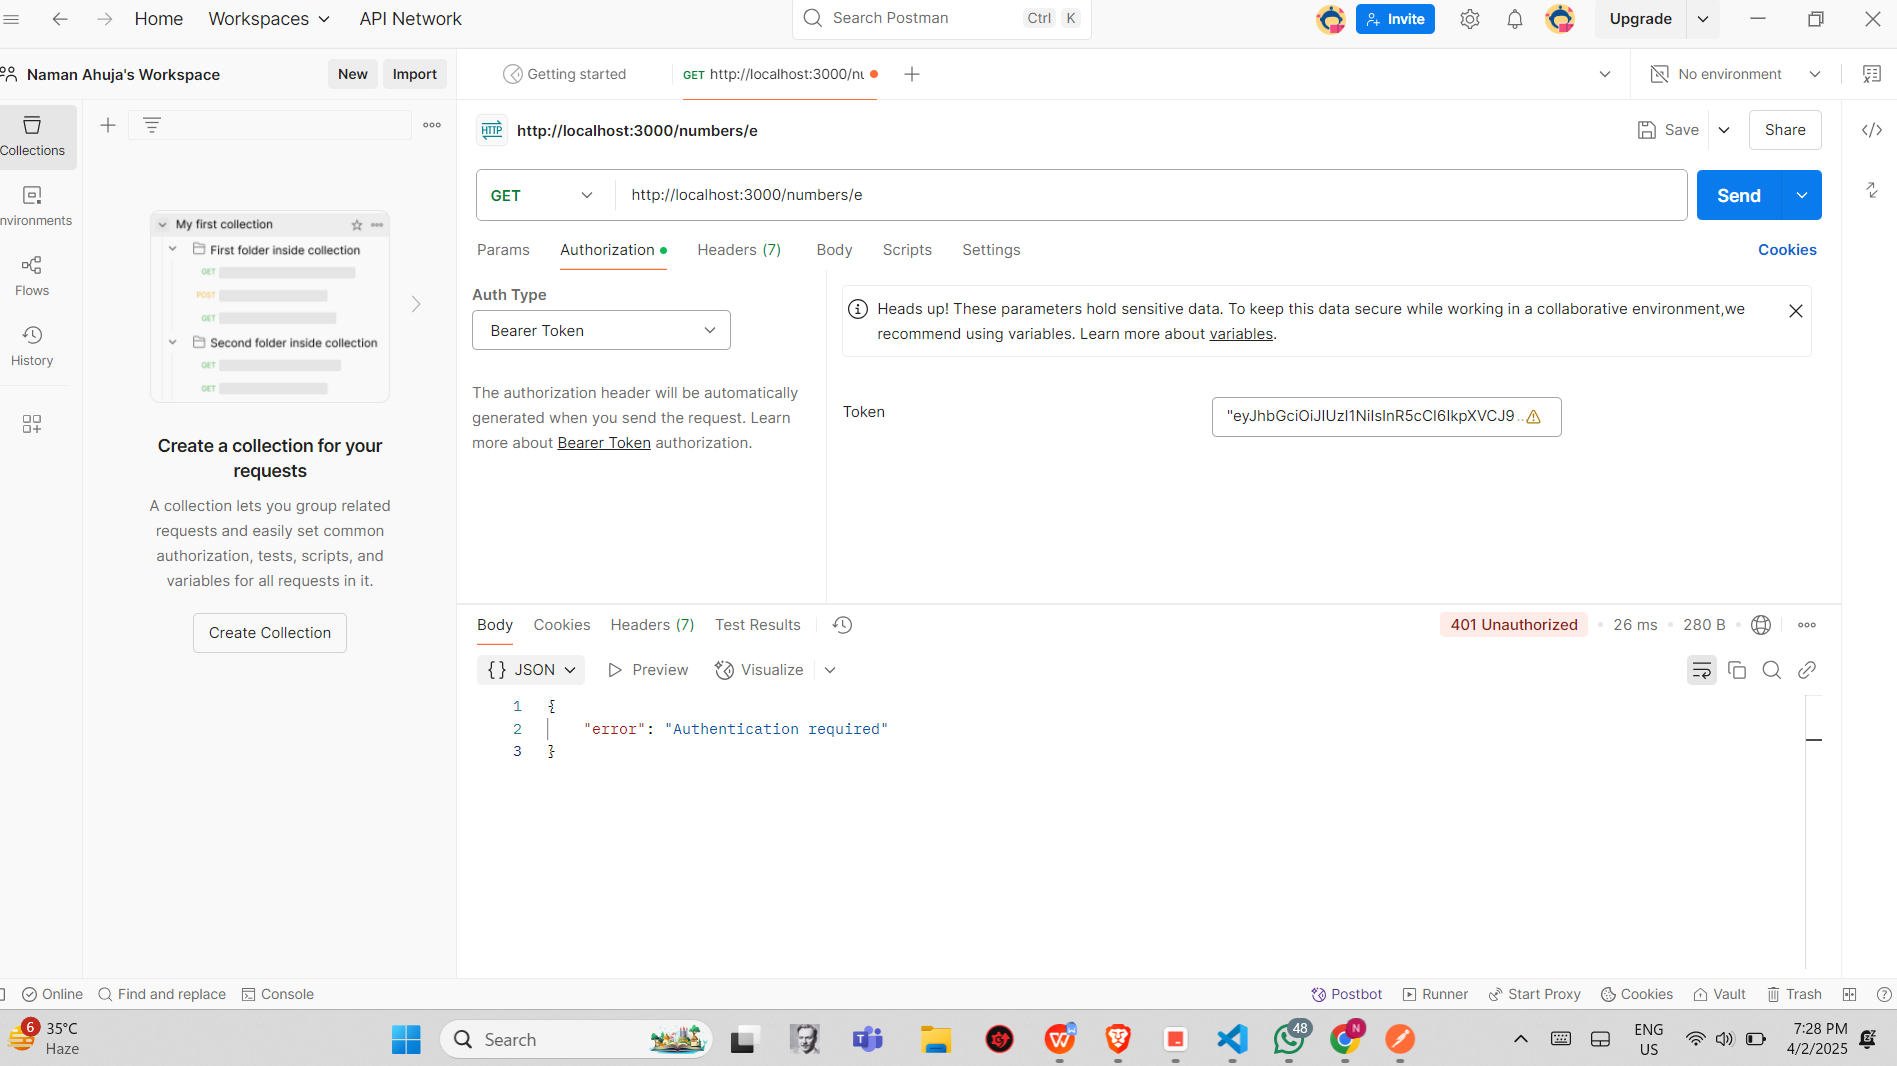 Home
Workspaces
API Network
Search Postman
Ctrl
K
Invite
Upgrade
Naman Ahuja's Workspace
New
Import
Getting started
GET http://localhost:3000/nu
No environment
Collections
nvironments
Flows
History
My first collection
First folder inside collection
GET
POST
GET
Second folder inside collection
GET
GET
Create a collection for your
requests
A collection lets you group related
requests and easily set common
authorization, tests, scripts, and
variables for all requests in it.
Create Collection
HTTP
http://localhost:3000/numbers/e
Save
Share
GET
http://localhost:3000/numbers/e
Send
Params
Authorization
Headers (7)
Body
Scripts
Settings
Cookies
Auth Type
Bearer Token
The authorization header will be automatically
generated when you send the request. Learn
more about Bearer Token authorization.
Heads up! These parameters hold sensitive data. To keep this data secure while working in a collaborative environment,we
recommend using variables. Learn more about variables.
Token
"eyJhbGciOiJIUzI1NiIsInR5cCI6IkpXVCJ9...
Body
Cookies
Headers (7)
Test Results
401 Unauthorized
26 ms
280 B
{} JSON
Preview
Visualize
1 {
2 "error": "Authentication required"
3 }
Online
Find and replace
Console
Postbot
Runner
Start Proxy
Cookies
Vault
Trash
6
35°C
Haze
Search
48
N
ENG
US
7:28 PM
4/2/2025